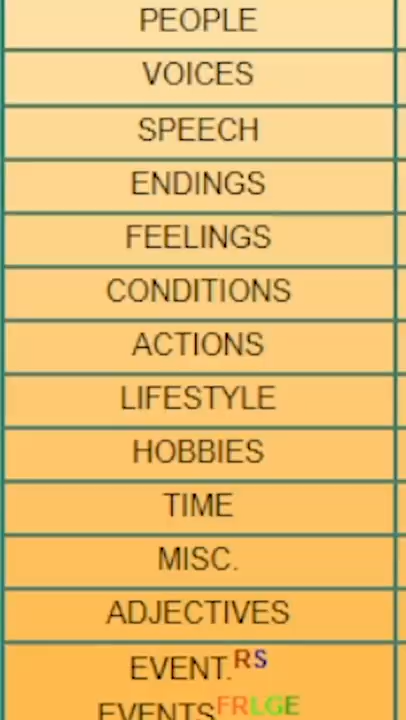 PEOPLE
VOICES
SPEECH
ENDINGS
FEELINGS
CONDITIONS
ACTIONS
LIFESTYLE
HOBBIES
TIME
MISC.
ADJECTIVES
EVENT.RS
EVENTSFRLGE